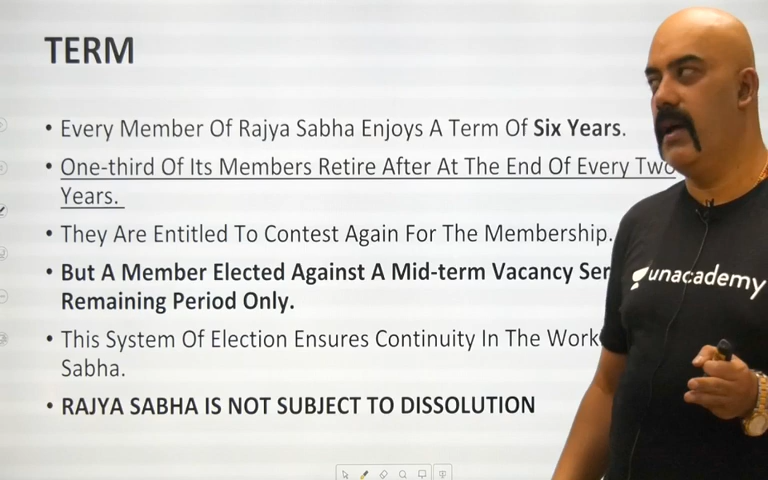 TERM
• Every Member Of Rajya Sabha Enjoys A Term Of Six Years.
• One-third Of Its Members Retire After At The End Of Every Two
Years.
• They Are Entitled To Contest Again For The Membership.
• But A Member Elected Against A Mid-term Vacancy
Remaining Period Only.
• This System Of Election Ensures Continuity In The
Sabha.
• RAJYA SABHA IS NOT SUBJECT TO DISSOLUTION
unacademy